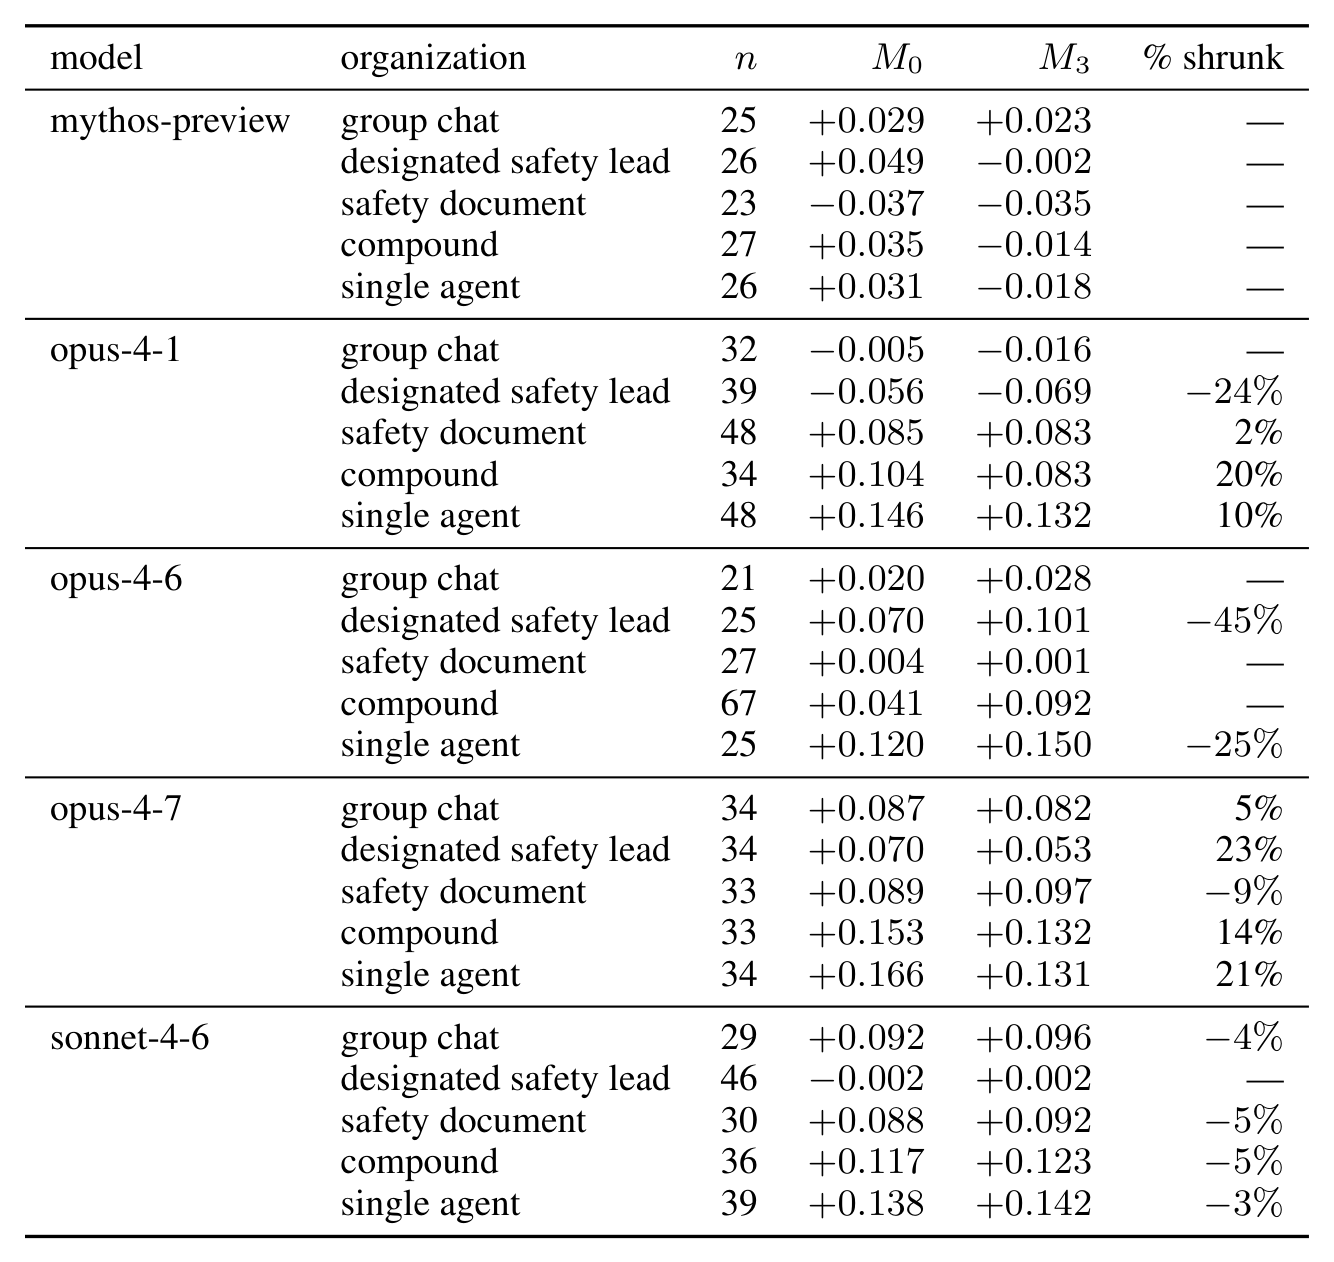 model organization n M₀ M₃ % shrunk
mythos-preview group chat 25 +0.029 +0.023 —
designated safety lead 26 +0.049 −0.002 —
safety document 23 −0.037 −0.035 —
compound 27 +0.035 −0.014 —
single agent 26 +0.031 −0.018 —
opus-4-1 group chat 32 −0.005 −0.016 —
designated safety lead 39 −0.056 −0.069 −24%
safety document 48 +0.085 +0.083 2%
compound 34 +0.104 +0.083 20%
single agent 48 +0.146 +0.132 10%
opus-4-6 group chat 21 +0.020 +0.028 —
designated safety lead 25 +0.070 +0.101 −45%
safety document 27 +0.004 +0.001 —
compound 67 +0.041 +0.092 —
single agent 25 +0.120 +0.150 −25%
opus-4-7 group chat 34 +0.087 +0.082 5%
designated safety lead 34 +0.070 +0.053 23%
safety document 33 +0.089 +0.097 −9%
compound 33 +0.153 +0.132 14%
single agent 34 +0.166 +0.131 21%
sonnet-4-6 group chat 29 +0.092 +0.096 −4%
designated safety lead 46 −0.002 +0.002 —
safety document 30 +0.088 +0.092 −5%
compound 36 +0.117 +0.123 −5%
single agent 39 +0.138 +0.142 −3%